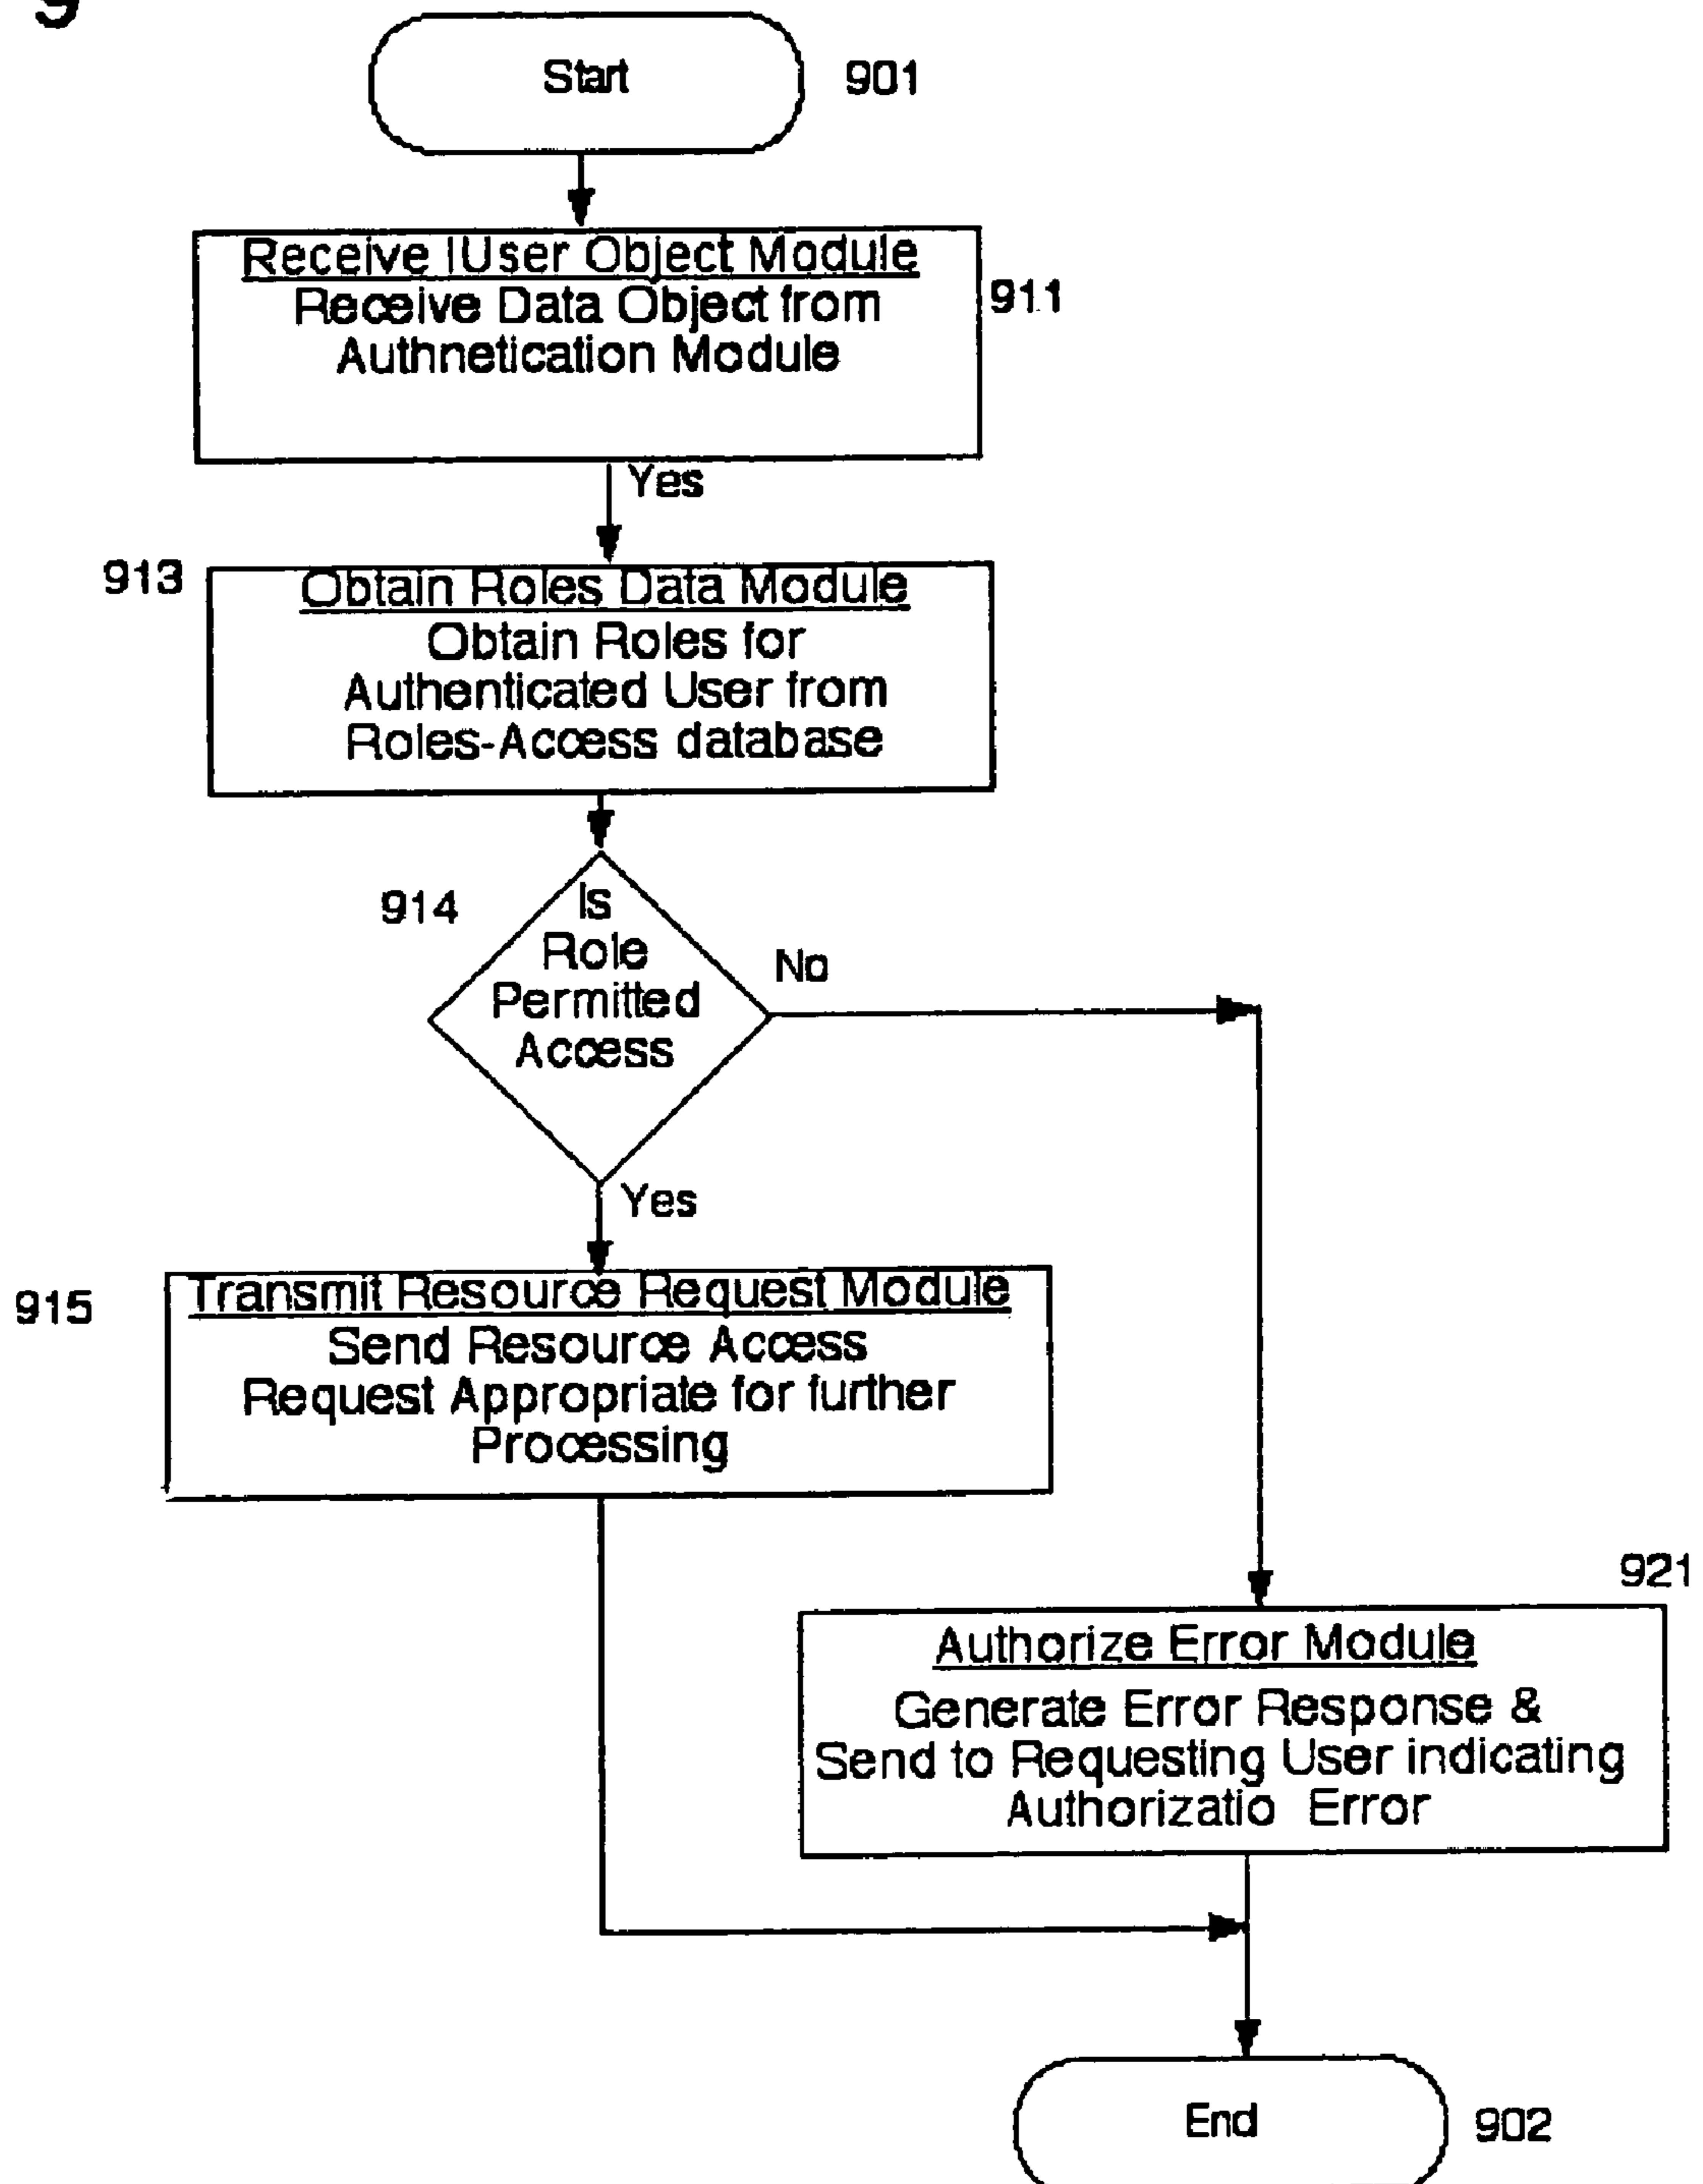 Start
901
Receive IUser Object Module
Receive Data Object from
Authnetication Module
911
Yes
913
Obtain Roles Data Module
Obtain Roles for
Authenticated User from
Roles-Access database
914
Is
Role
Permitted
Access
No
Yes
915
Transmit Resource Request Module
Send Resource Access
Request Appropriate for further
Processing
921
Authorize Error Module
Generate Error Response &
Send to Requesting User indicating
Authorizatio Error
End
902